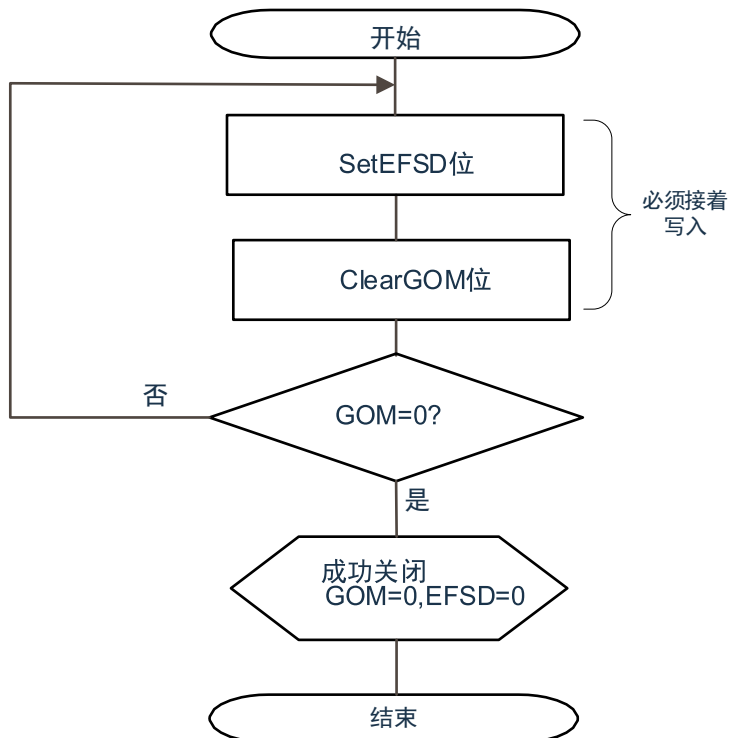 开始
SetEFSD位
必须接着
写入
ClearGOM位
否
GOM=0?
是
成功关闭
GOM=0,EFSD=0
结束